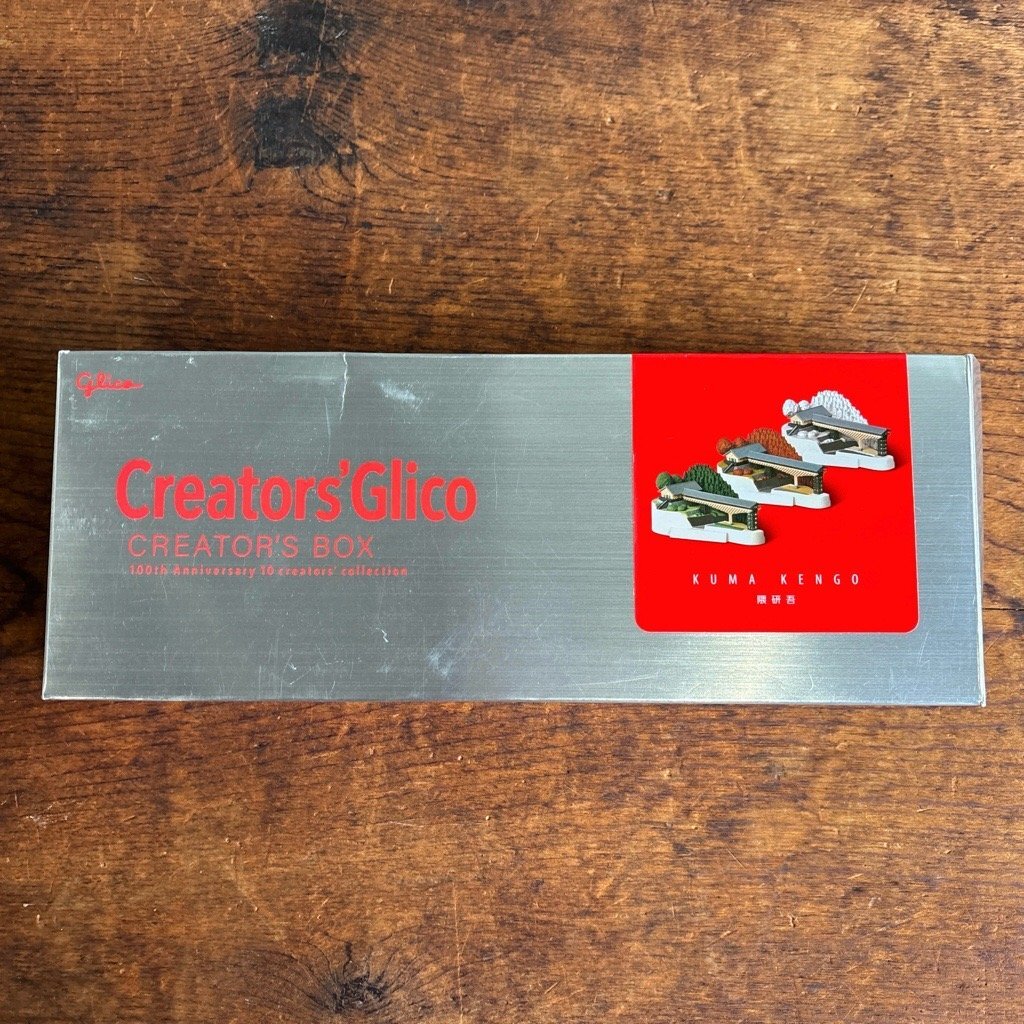 Glico
Creators'Glico
CREATOR'S BOX
100th Anniversary 10 creators' collection
KUMA KENGO
隈研吾